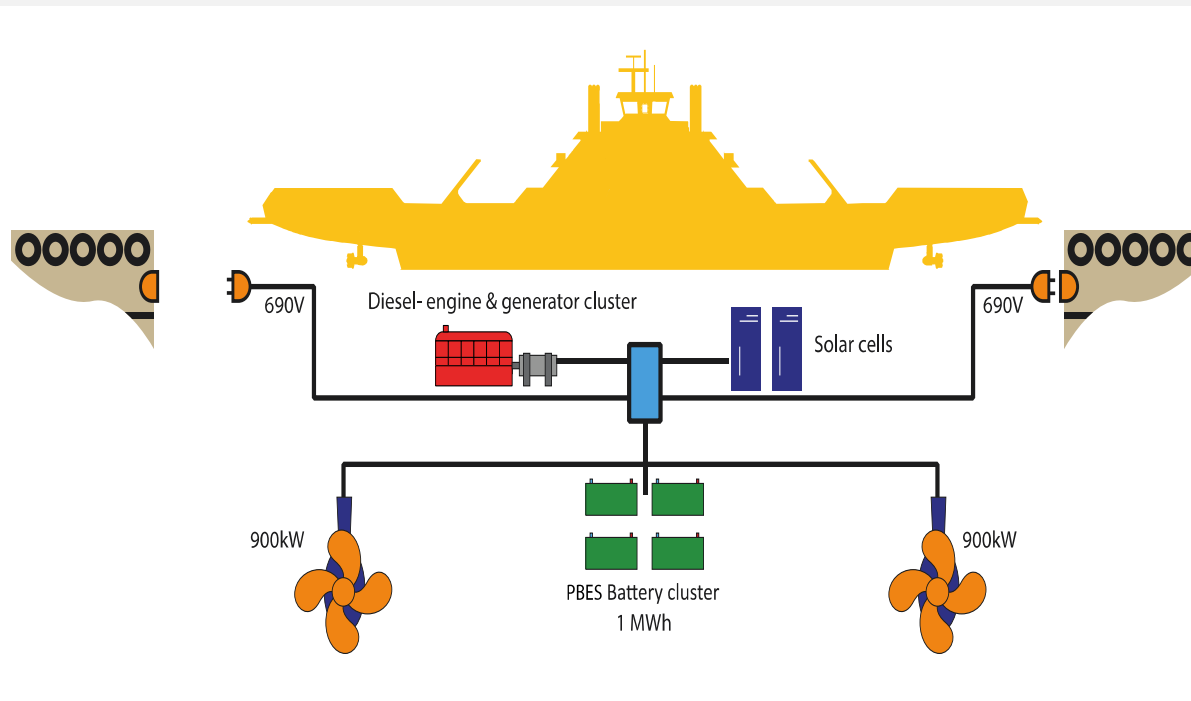 Diesel- engine & generator cluster
690V
690V
Solar cells
900kW
900kW
PBES Battery cluster
1 MWh